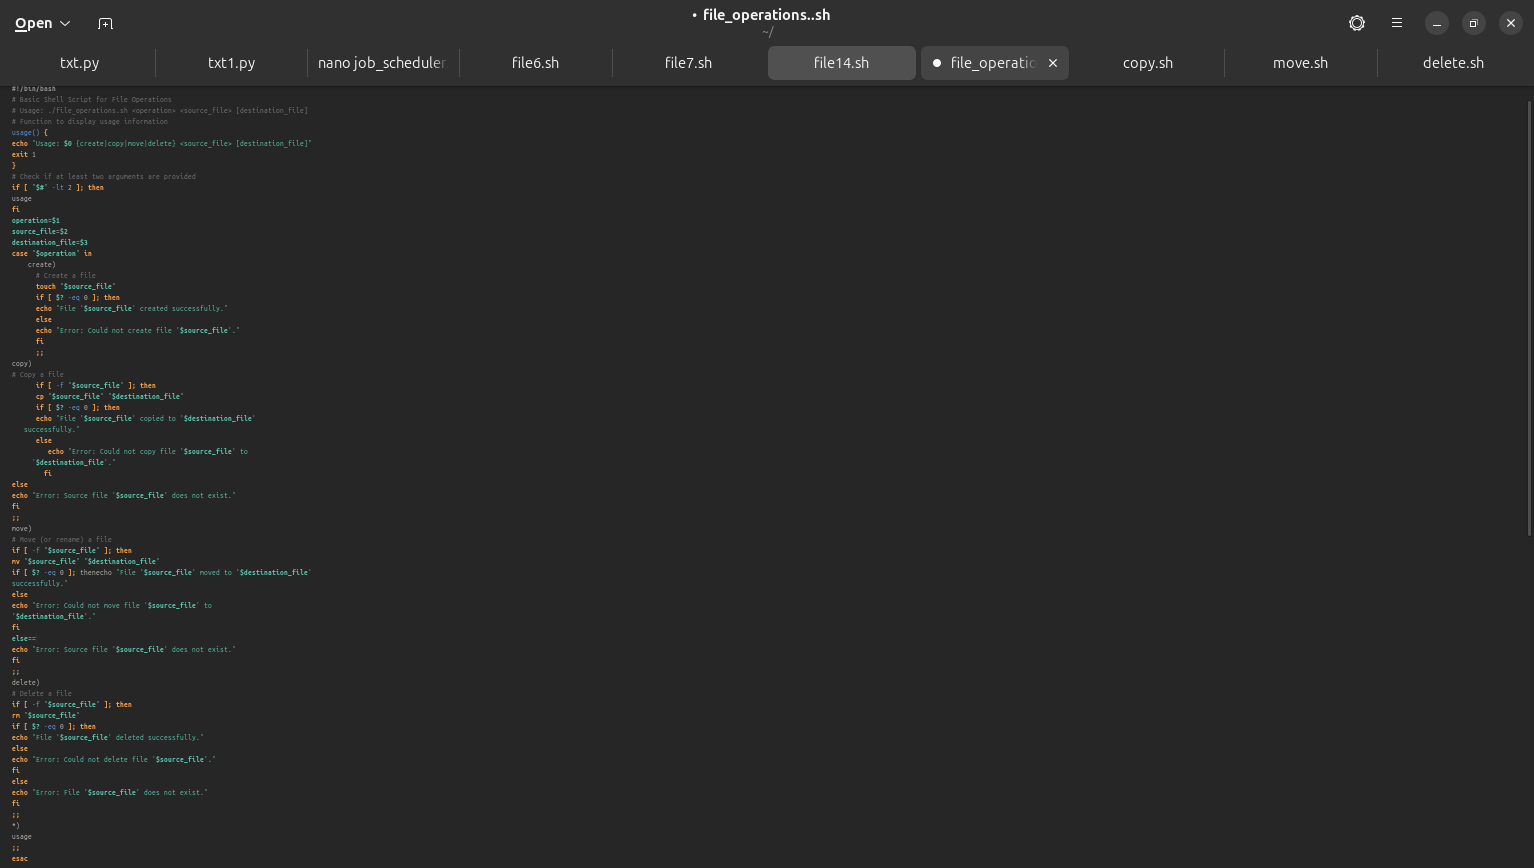 Open
• file_operations..sh
~/
txt.py
txt1.py
nano job_scheduler
file6.sh
file7.sh
file14.sh
file_operatio
copy.sh
move.sh
delete.sh
#!/bin/bash
# Basic Shell Script for File Operations
# Usage: ./file_operations.sh <operation> <source_file> [destination_file]
# Function to display usage information
usage() {
echo "Usage: $0 {create|copy|move|delete} <source_file> [destination_file]"
exit 1
}
# Check if at least two arguments are provided
if [ "$#" -lt 2 ]; then
usage
fi
operation=$1
source_file=$2
destination_file=$3
case "$operation" in
create)
# Create a file
touch "$source_file"
if [ $? -eq 0 ]; then
echo "File '$source_file' created successfully."
else
echo "Error: Could not create file '$source_file'."
fi
;;
copy)
# Copy a file
if [ -f "$source_file" ]; then
cp "$source_file" "$destination_file"
if [ $? -eq 0 ]; then
echo "File '$source_file' copied to '$destination_file'
successfully."
else
echo "Error: Could not copy file '$source_file' to
'$destination_file'."
fi
else
echo "Error: Source file '$source_file' does not exist."
fi
;;
move)
# Move (or rename) a file
if [ -f "$source_file" ]; then
mv "$source_file" "$destination_file"
if [ $? -eq 0 ]; thenecho "File '$source_file' moved to '$destination_file'
successfully."
else
echo "Error: Could not move file '$source_file' to
'$destination_file'."
fi
else==
echo "Error: Source file '$source_file' does not exist."
fi
;;
delete)
# Delete a file
if [ -f "$source_file" ]; then
rm "$source_file"
if [ $? -eq 0 ]; then
echo "File '$source_file' deleted successfully."
else
echo "Error: Could not delete file '$source_file'."
fi
else
echo "Error: File '$source_file' does not exist."
fi
;;
*)
usage
;;
esac